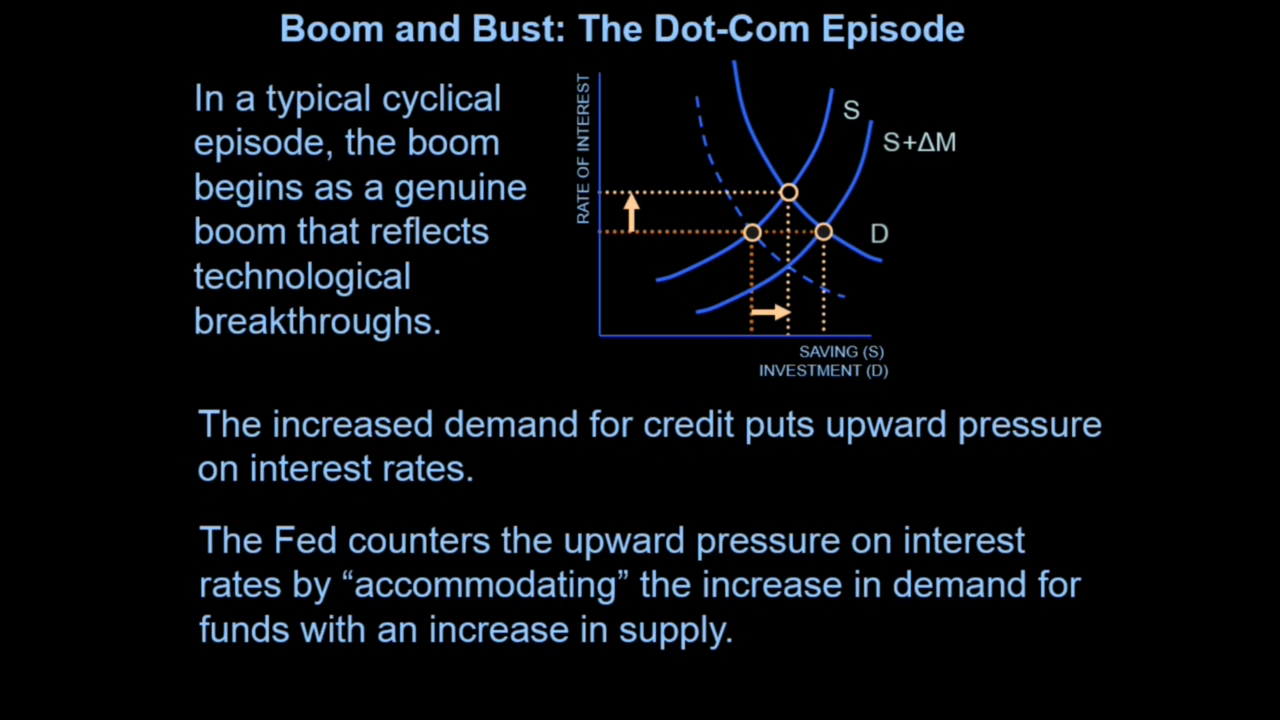 Boom and Bust: The Dot-Com Episode
In a typical cyclical
episode, the boom
begins as a genuine
boom that reflects
technological
breakthroughs.
RATE OF INTEREST
S
S+ΔM
D
SAVING (S)
INVESTMENT (D)
The increased demand for credit puts upward pressure
on interest rates.
The Fed counters the upward pressure on interest
rates by “accommodating” the increase in demand for
funds with an increase in supply.